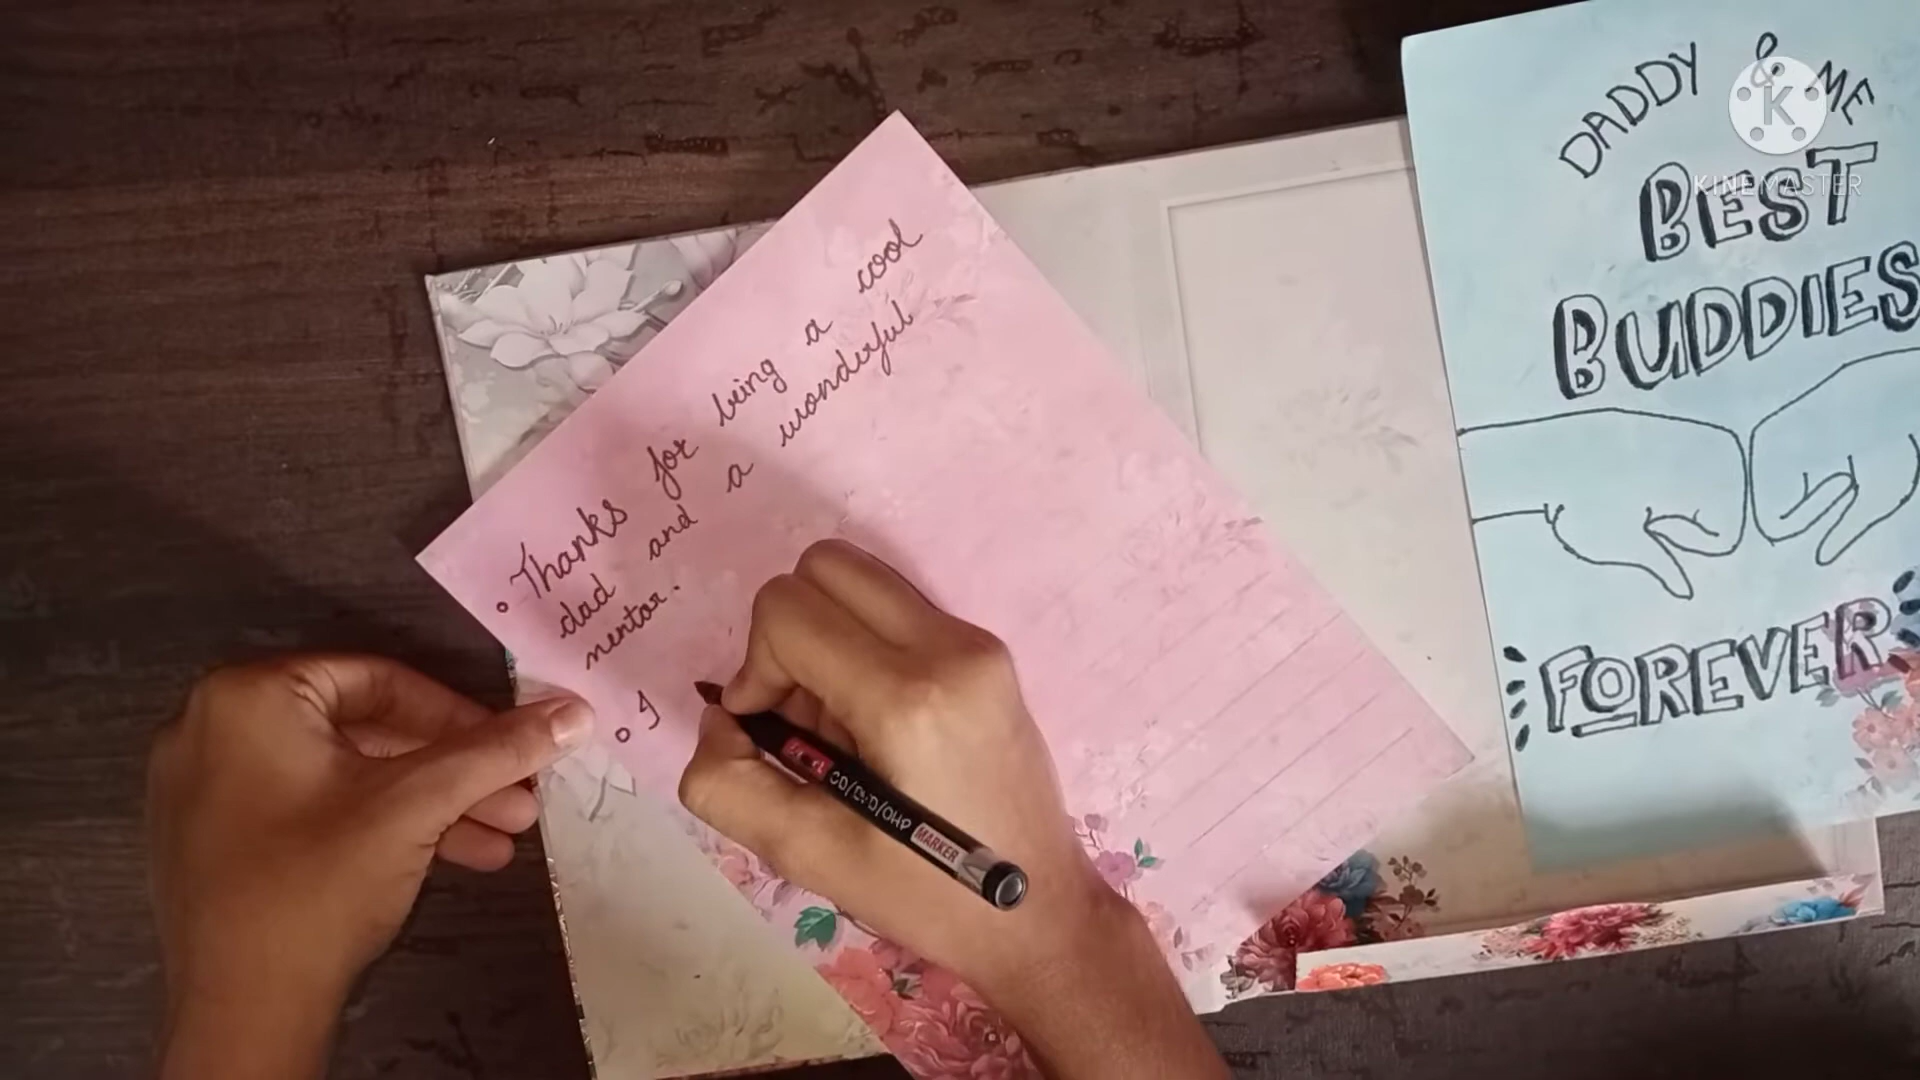 Thanks for being a cool
dad and a wonderful
mentor.
I
DADDY & ME
BEST
BUDDIES
FOREVER
CD/DVD/OHP
MARKER
K
KINEMASTER